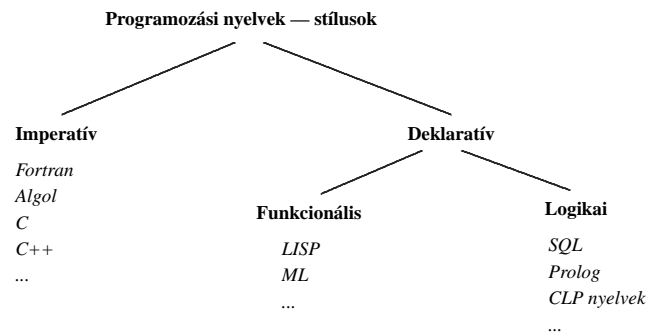 Programozási nyelvek — stílusok
Imperatív
Fortran
Algol
C
C++
...
Deklaratív
Funkcionális
LISP
ML
...
Logikai
SQL
Prolog
CLP nyelvek
...